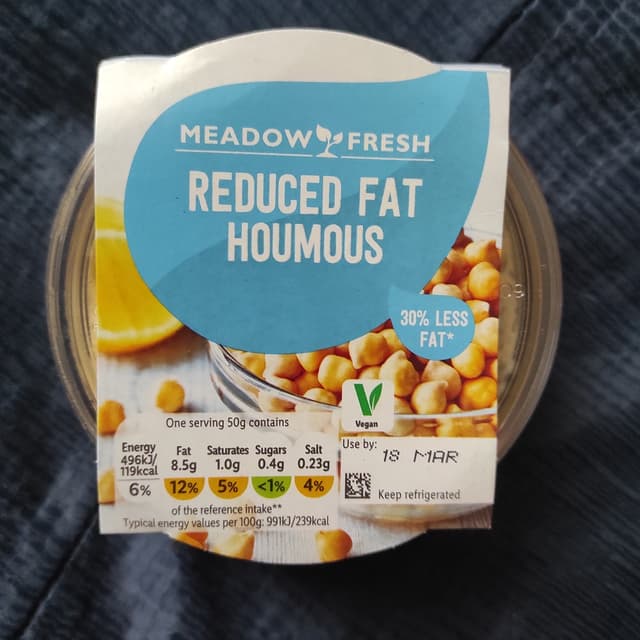 MEADOW FRESH
REDUCED FAT
HOUMOUS
30% LESS
FAT*
Vegan
One serving 50g contains
Energy
496kJ/
119kcal
6%
Fat
8.5g
12%
Saturates
1.0g
5%
Sugars
0.4g
<1%
Salt
0.23g
4%
of the reference intake**
Typical energy values per 100g: 991kJ/239kcal
Use by:
18 MAR
Keep refrigerated